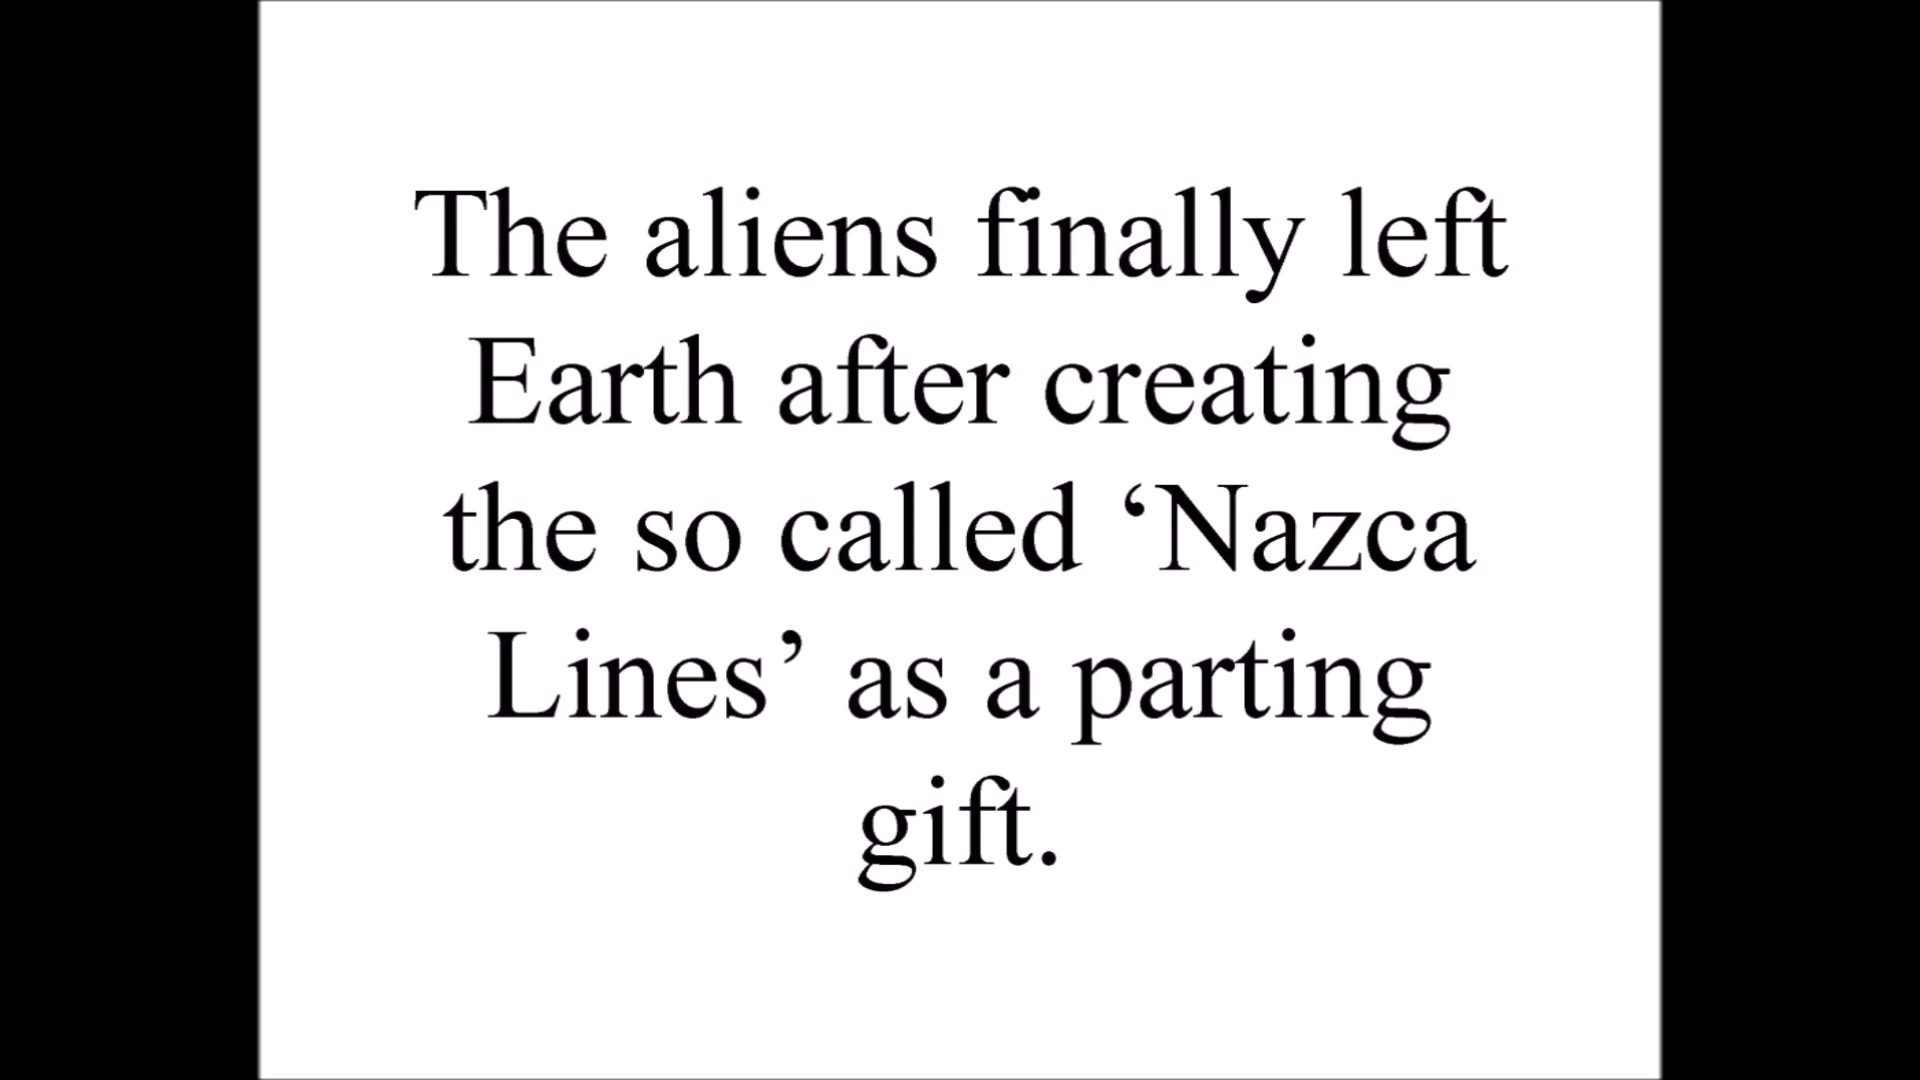 The aliens finally left
Earth after creating
the so called ‘Nazca
Lines’ as a parting
gift.